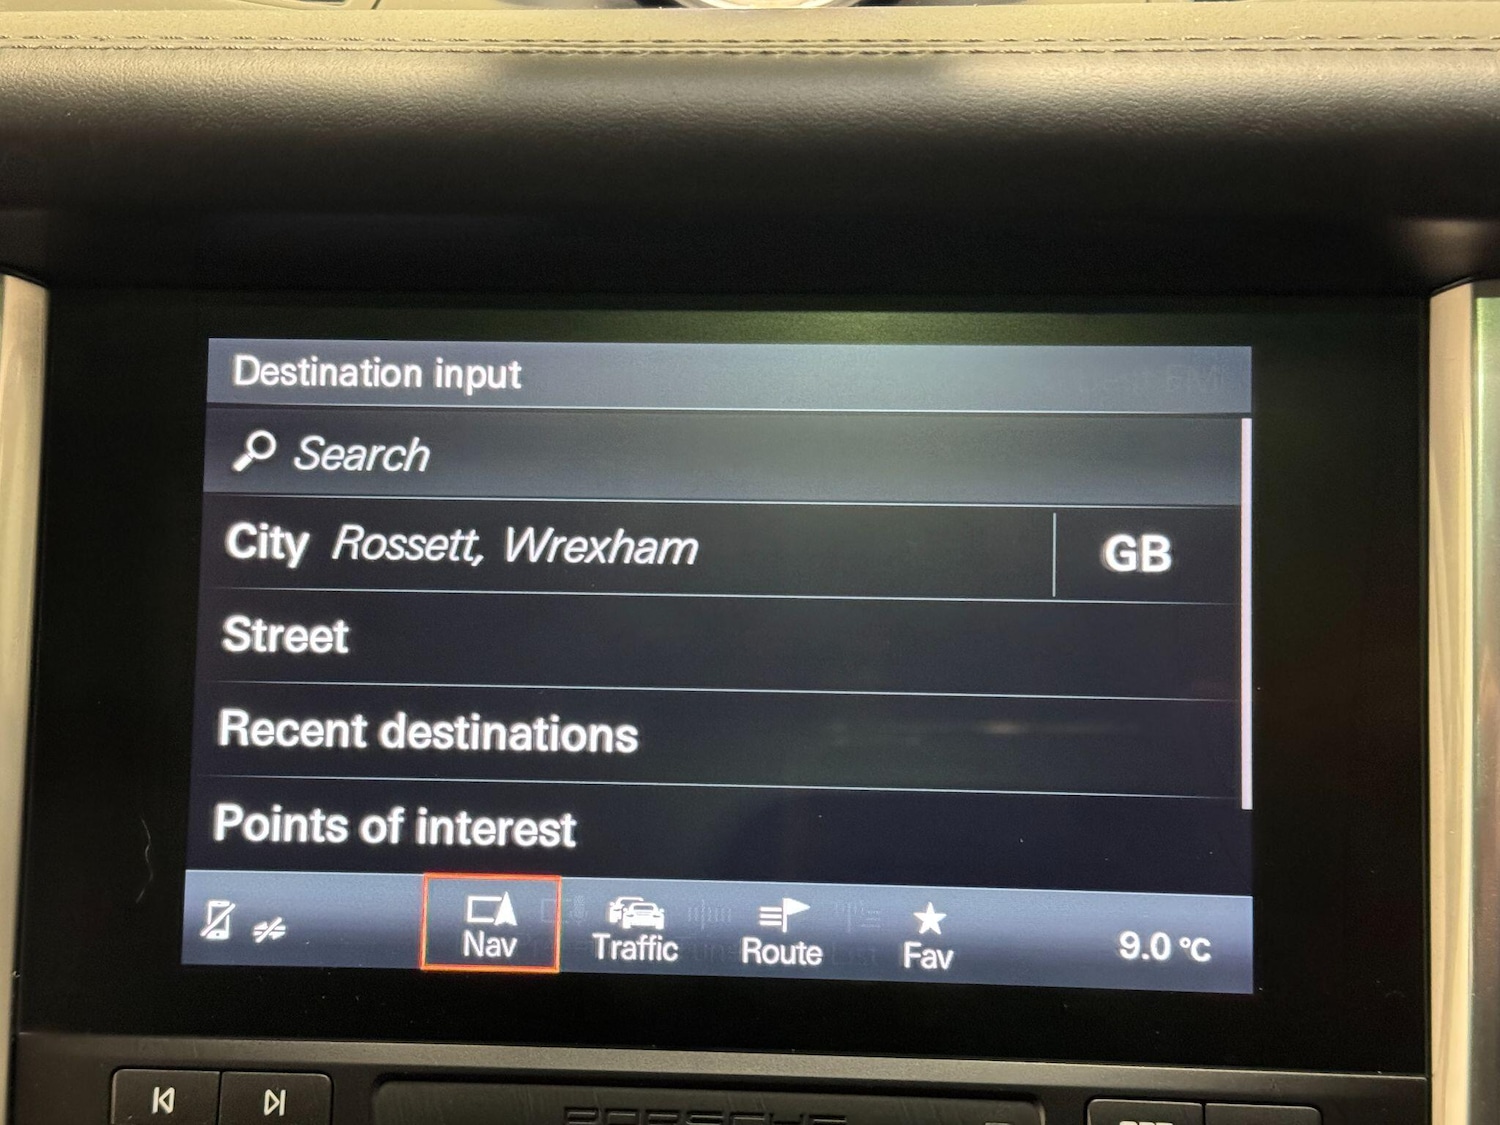 Destination input
Search
City Rossett, Wrexham GB
Street
Recent destinations
Points of interest
Nav Traffic Route Fav 9.0 °C
PORSCHE